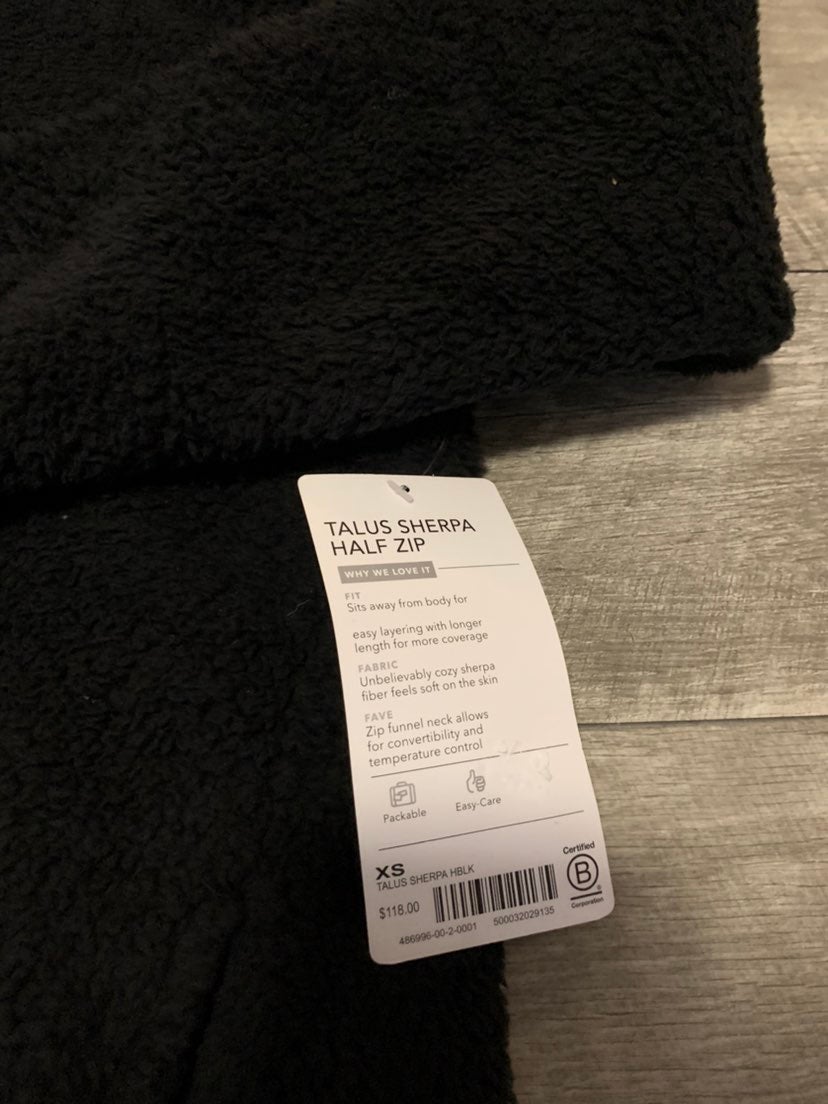 TALUS SHERPA
HALF ZIP
WHY WE LOVE IT
FIT
Sits away from body for
easy layering with longer
length for more coverage
FABRIC
Unbelievably cozy sherpa
fiber feels soft on the skin
FAVE
Zip funnel neck allows
for convertibility and
temperature control
Packable
Easy-Care
XS
TALUS SHERPA HBLK
$118.00
486996-00-2-0001
500032029135
Certified
B
®
Corporation